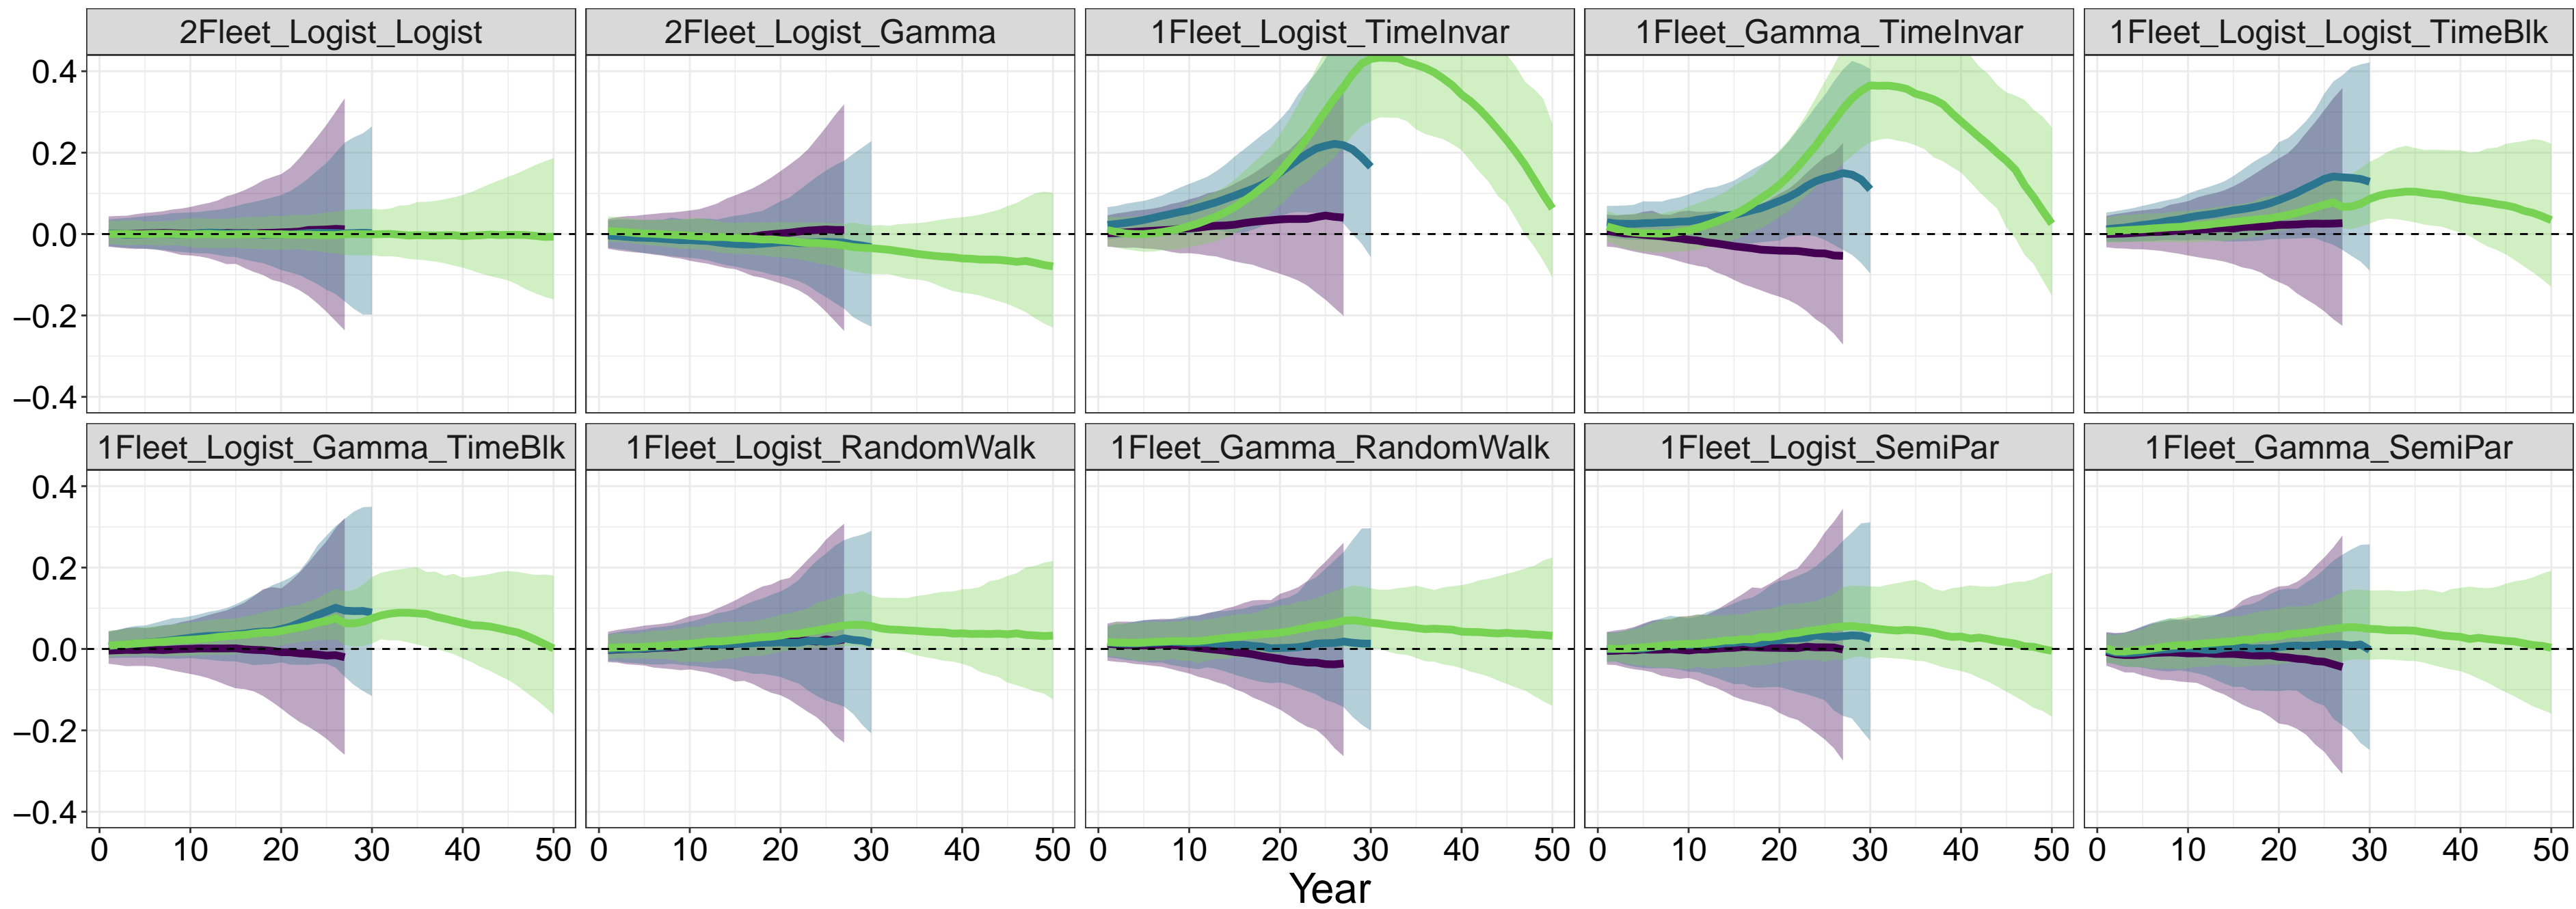 2Fleet_Logist_Logist
2Fleet_Logist_Gamma
1Fleet_Logist_TimeInvar
1Fleet_Gamma_TimeInvar
1Fleet_Logist_Logist_TimeBlk
0.4
0.2
0.0
−0.2
−0.4
1Fleet_Logist_Gamma_TimeBlk
1Fleet_Logist_RandomWalk
1Fleet_Gamma_RandomWalk
1Fleet_Logist_SemiPar
1Fleet_Gamma_SemiPar
0.4
0.2
0.0
−0.2
−0.4
0 10 20 30 40 50
0 10 20 30 40 50
0 10 20 30 40 50
0 10 20 30 40 50
0 10 20 30 40 50
Year